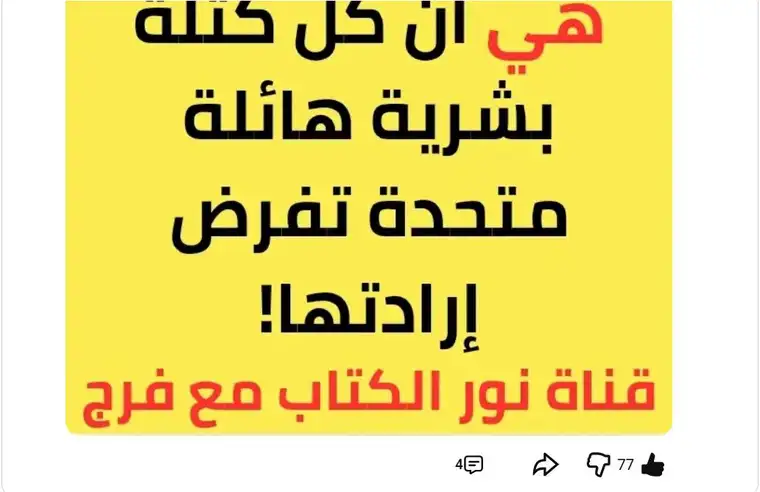 هي أن كل كتلة
بشرية هائلة
متحدة تفرض
إرادتها!
قناة نور الكتاب مع فرج
4
77